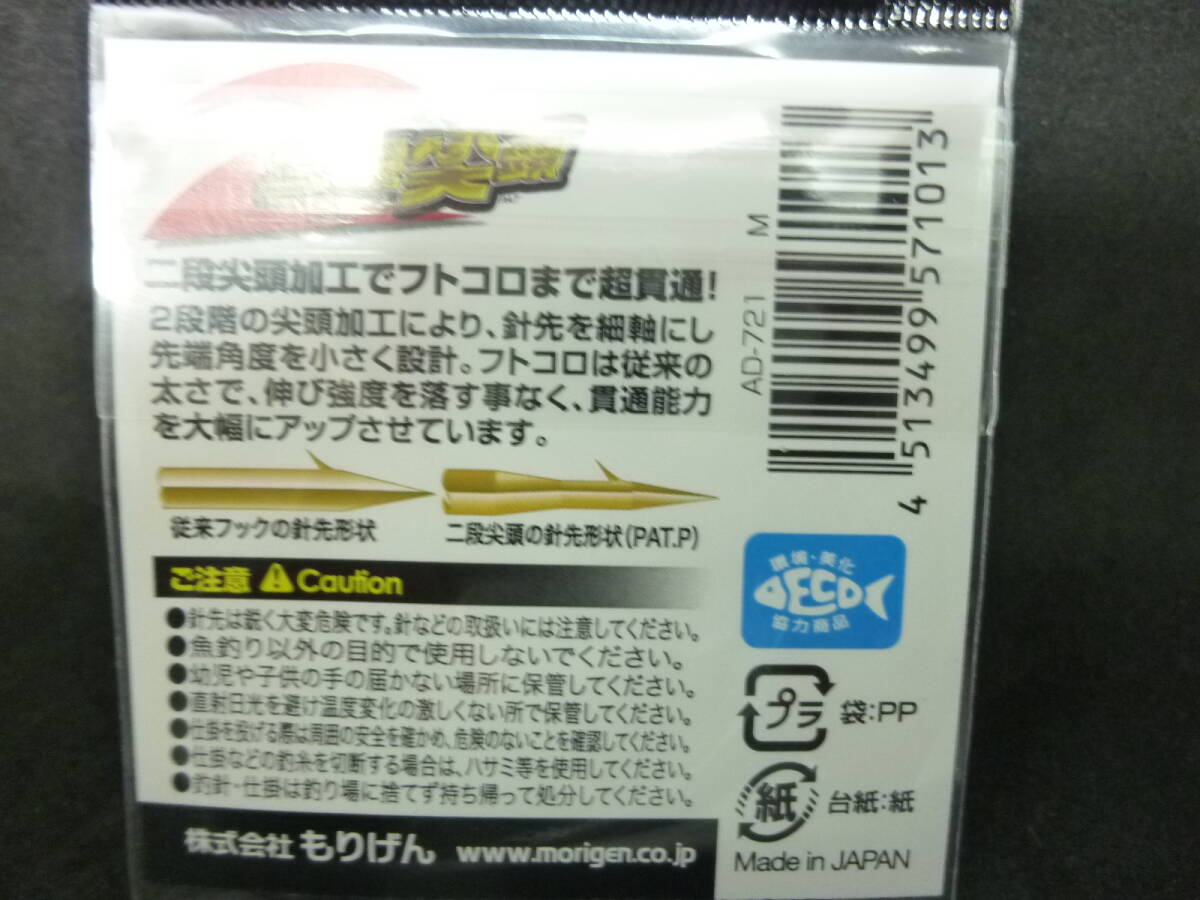 尖頭
二段尖頭加工でフトコロまで超貫通!
2段階の尖頭加工により、針先を細軸にし
先端角度を小さく設計。フトコロは従来の
太さで、伸び強度を落す事なく、貫通能力
を大幅にアップさせています。
従来フックの針先形状
二段尖頭の針先形状(PAT.P)
ご注意 Caution
●針先は鋭く大変危険です。針などの取扱いには注意してください。
●魚釣り以外の目的で使用しないでください。
●幼児や子供の手の届かない場所に保管してください。
●直射日光を避け温度変化の激しくない所で保管してください。
●仕掛を投げる際は周囲の安全を確かめ、危険のないことを確認してください。
●仕掛などの釣糸を切断する場合は、ハサミ等を使用してください。
●釣針・仕掛は釣り場に捨てず持ち帰って処分してください。
株式会社 もりげん www.morigen.co.jp
AD-721 M
4 513499 571013
環境・美化
ECO
協力商品
プラ 袋:PP
紙 台紙:紙
Made in JAPAN